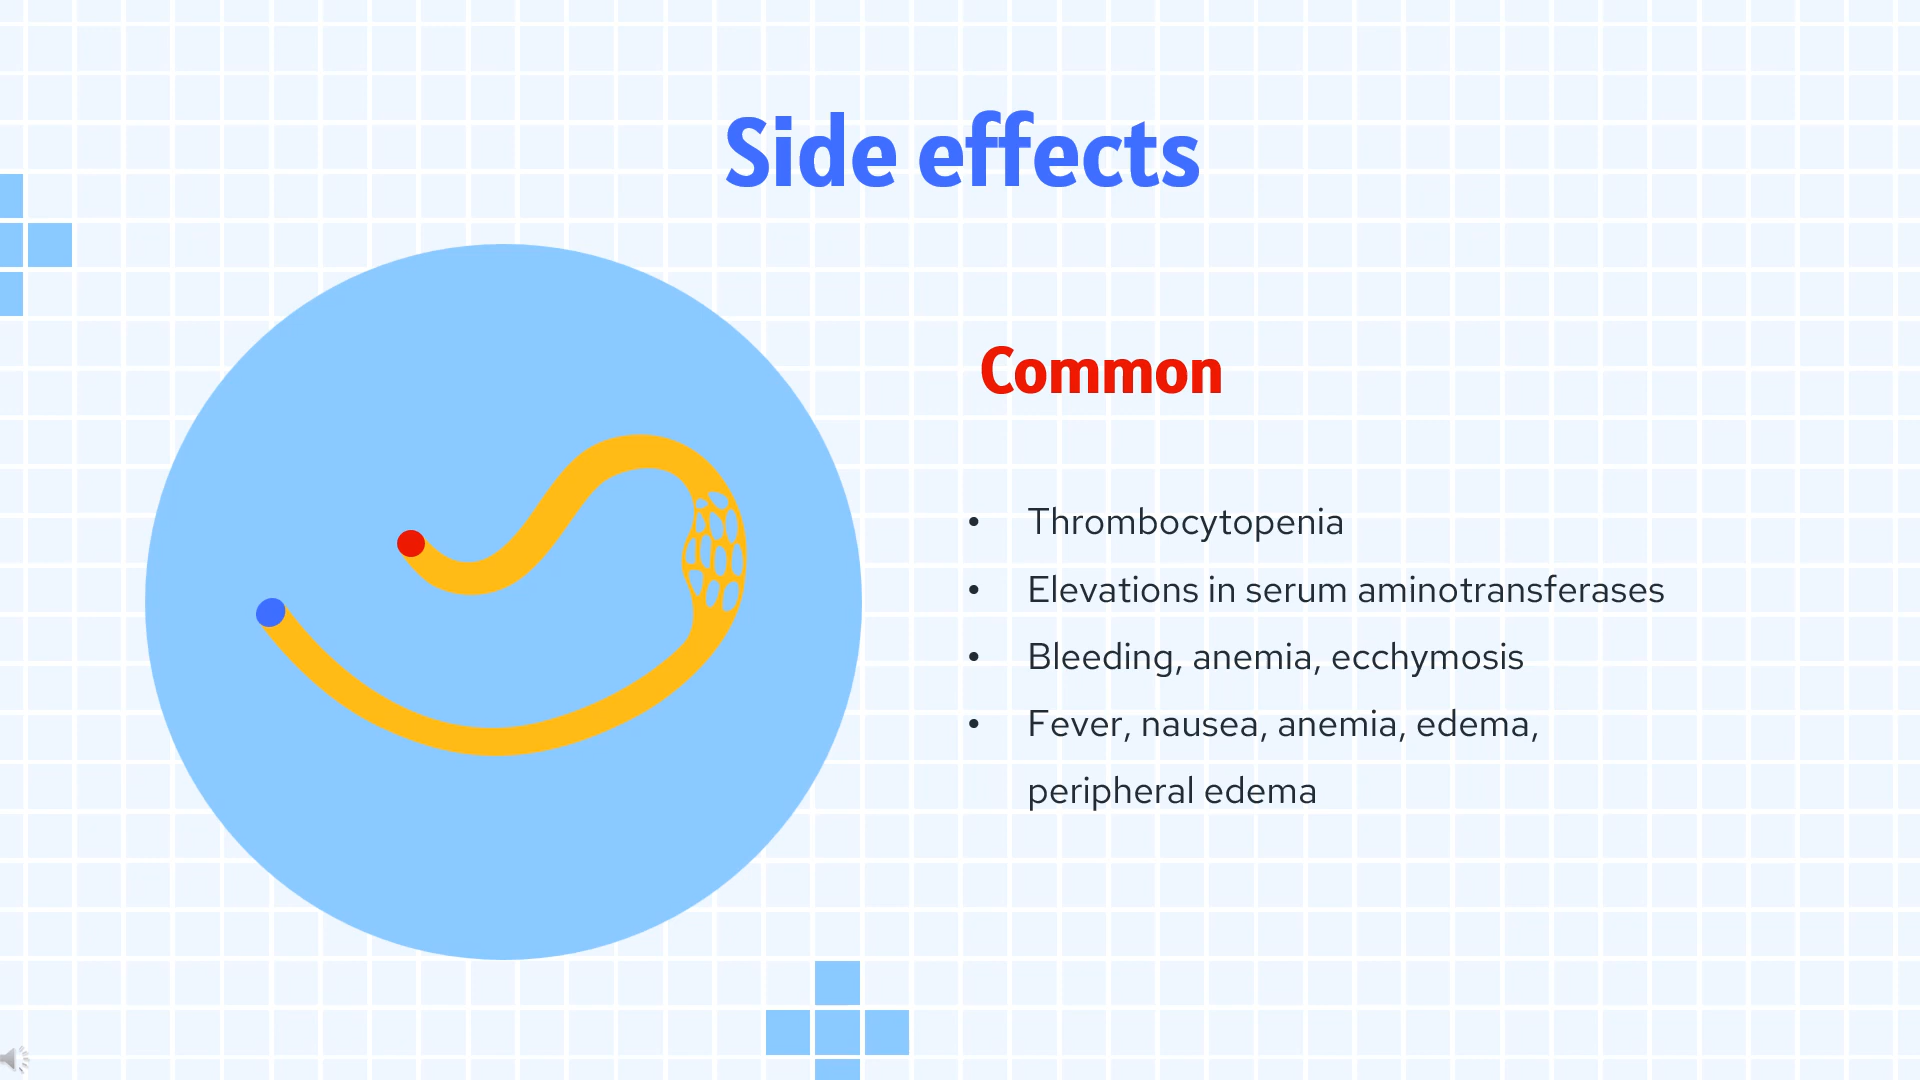 Side effects
Common
• Thrombocytopenia
• Elevations in serum aminotransferases
• Bleeding, anemia, ecchymosis
• Fever, nausea, anemia, edema,
peripheral edema